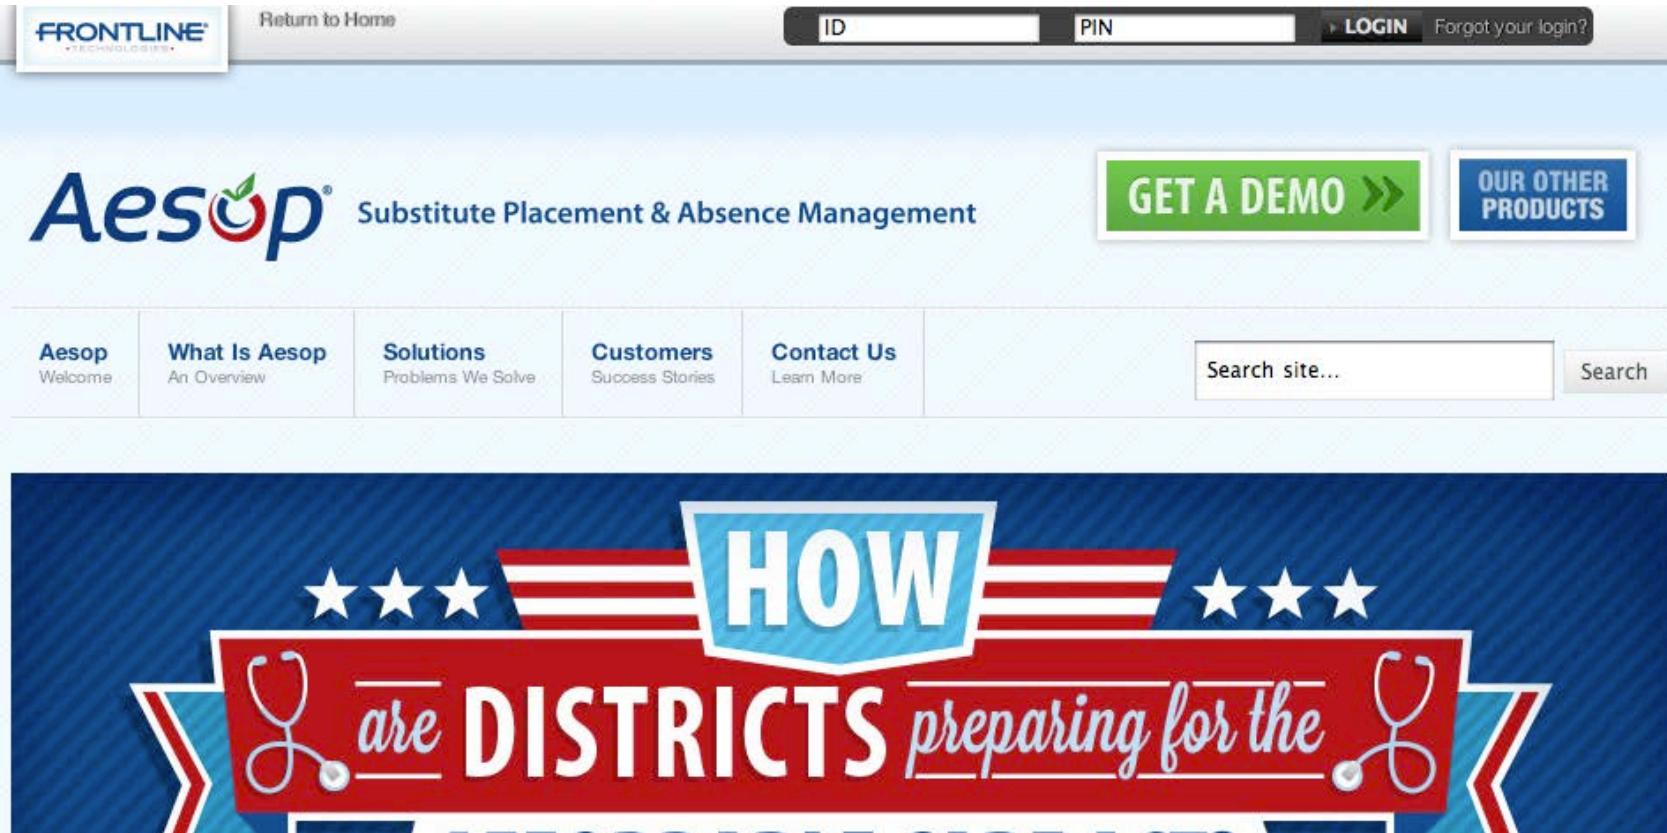 FRONTLINE
TECHNOLOGIES
Return to Home
ID
PIN
LOGIN
Forgot your login?
Aesop®
Substitute Placement & Absence Management
GET A DEMO
OUR OTHER
PRODUCTS
Aesop
Welcome
What Is Aesop
An Overview
Solutions
Problems We Solve
Customers
Success Stories
Contact Us
Learn More
Search site...
Search
HOW
are DISTRICTS preparing for the